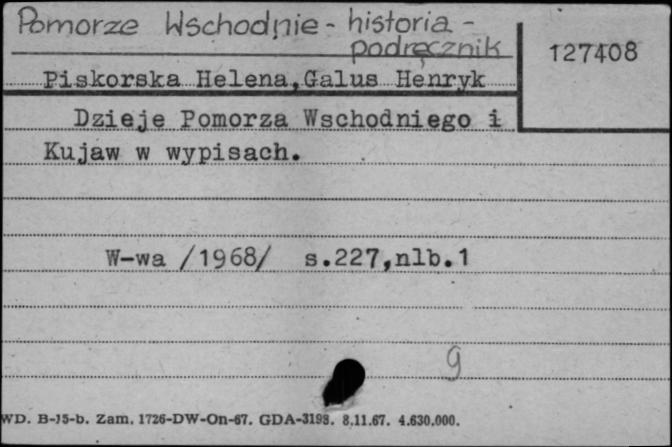 Pomorze Wschodnie - historia -
podręcznik
127408
Piskorska Helena,Galus Henryk
Dzieje Pomorza Wschodniego i
Kujaw w wypisach.
W-wa /1968/ s.227,nlb.1
9
WD. B-15-b. Zam. 1726-DW-On-67. GDA-3193. 8.11.67. 4.630.000.